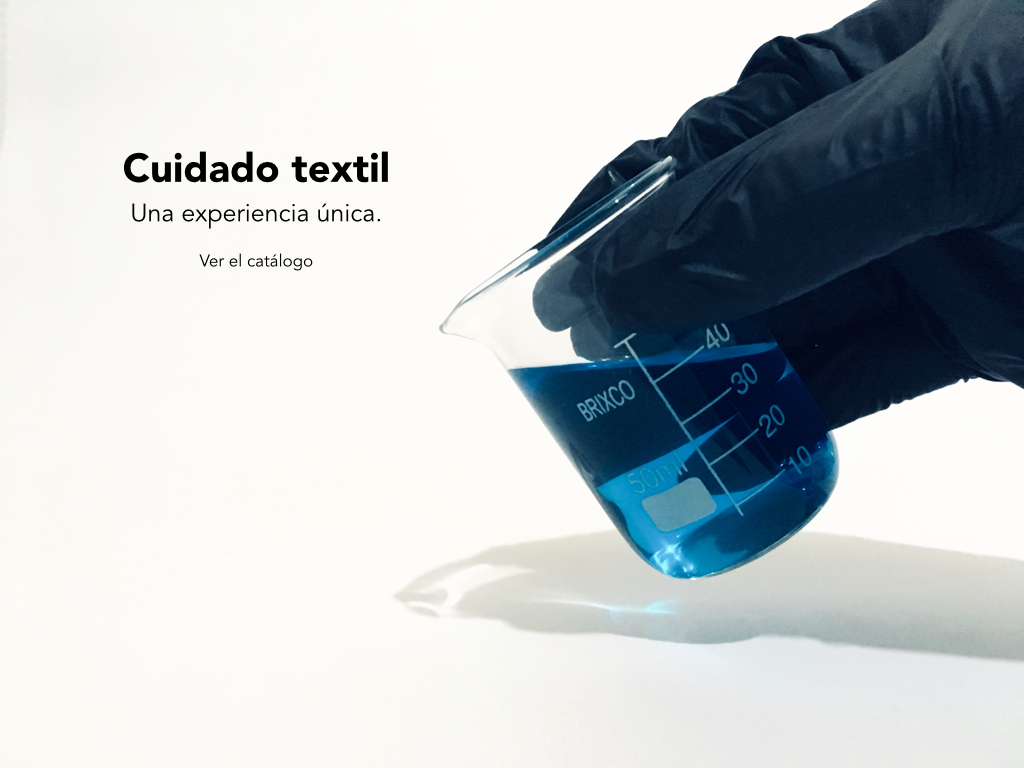 Cuidado textil
Una experiencia única.
Ver el catálogo
40
BRIXCO
30
20
50ml
10